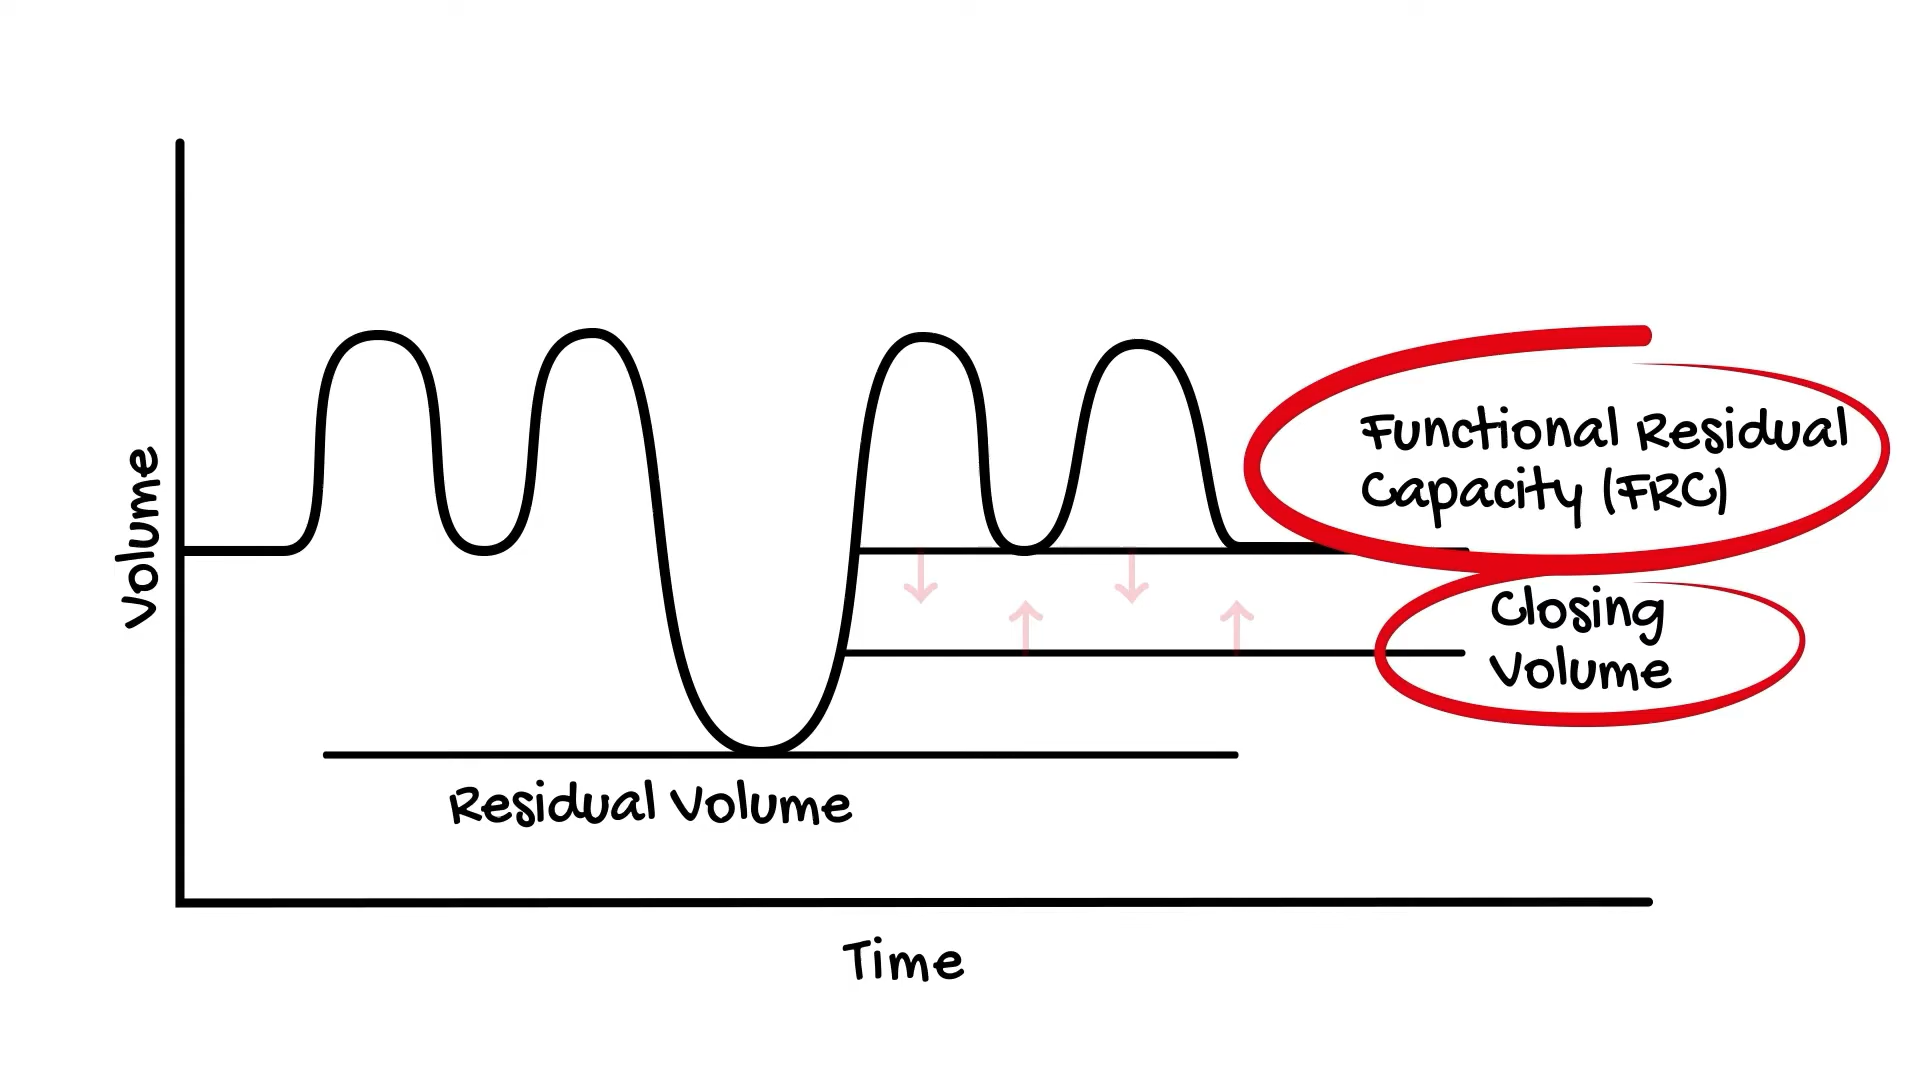 Volume
Functional Residual
Capacity (FRC)
Closing
Volume
Residual Volume
Time